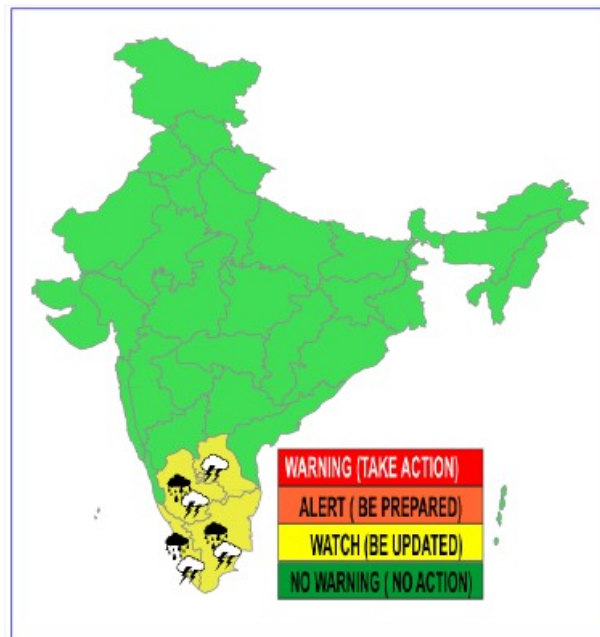 WARNING (TAKE ACTION)
ALERT ( BE PREPARED)
WATCH (BE UPDATED)
NO WARNING ( NO ACTION)